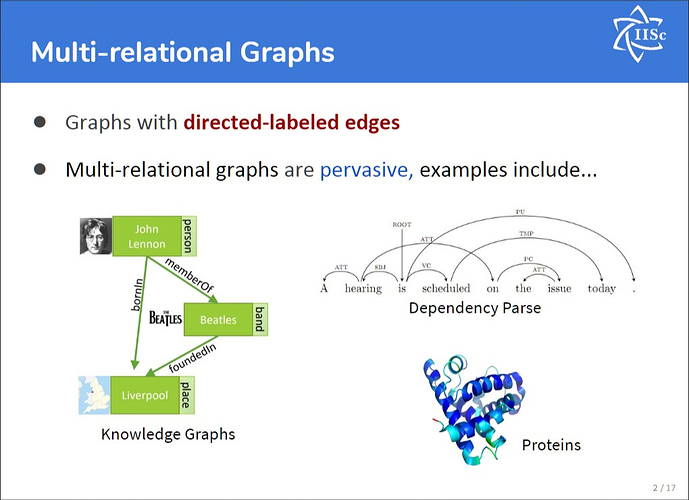 Multi-relational Graphs
IISc
● Graphs with directed-labeled edges
● Multi-relational graphs are pervasive, examples include...
John
Lennon
person
bornIn
memberOf
THE
BEATLES
Beatles
band
foundedIn
Liverpool
place
Knowledge Graphs
PU
ROOT
ATT
TMP
ATT
SBJ
VC
PC
ATT
A hearing is scheduled on the issue today .
Dependency Parse
Proteins
2 / 17